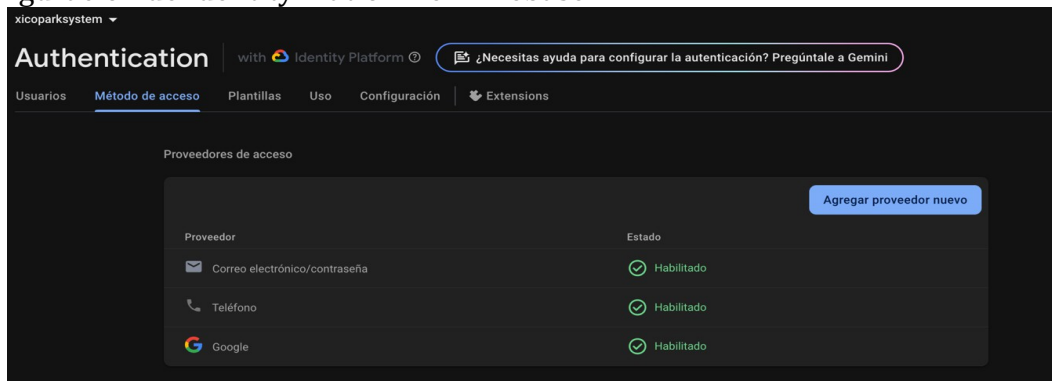 xicoparksystem
Authentication with Identity Platform ¿Necesitas ayuda para configurar la autenticación? Pregúntale a Gemini
Usuarios Método de acceso Plantillas Uso Configuración Extensions
Proveedores de acceso
Agregar proveedor nuevo
Proveedor Estado
Correo electrónico/contraseña Habilitado
Teléfono Habilitado
Google Habilitado